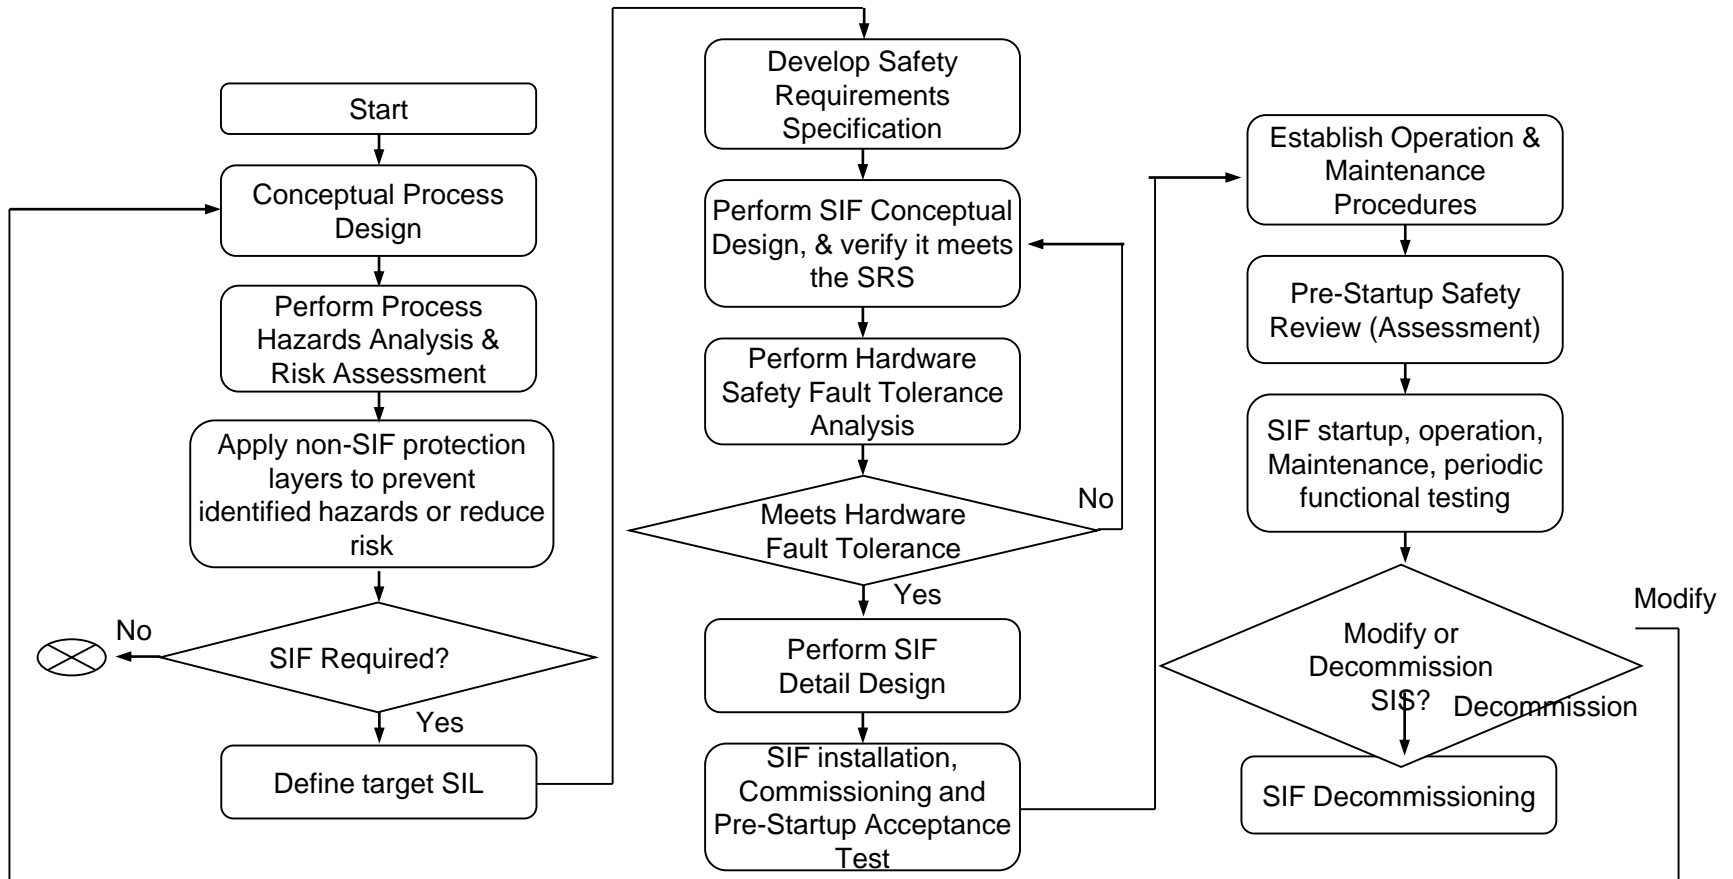 Start
Conceptual Process
Design
Perform Process
Hazards Analysis &
Risk Assessment
Apply non-SIF protection
layers to prevent
identified hazards or reduce
risk
No
SIF Required?
Yes
Define target SIL
Develop Safety
Requirements
Specification
Perform SIF Conceptual
Design, & verify it meets
the SRS
Perform Hardware
Safety Fault Tolerance
Analysis
No
Meets Hardware
Fault Tolerance
Yes
Perform SIF
Detail Design
SIF installation,
Commissioning and
Pre-Startup Acceptance
Test
Establish Operation &
Maintenance
Procedures
Pre-Startup Safety
Review (Assessment)
SIF startup, operation,
Maintenance, periodic
functional testing
Modify
Modify or
Decommission
SIS?
Decommission
SIF Decommissioning